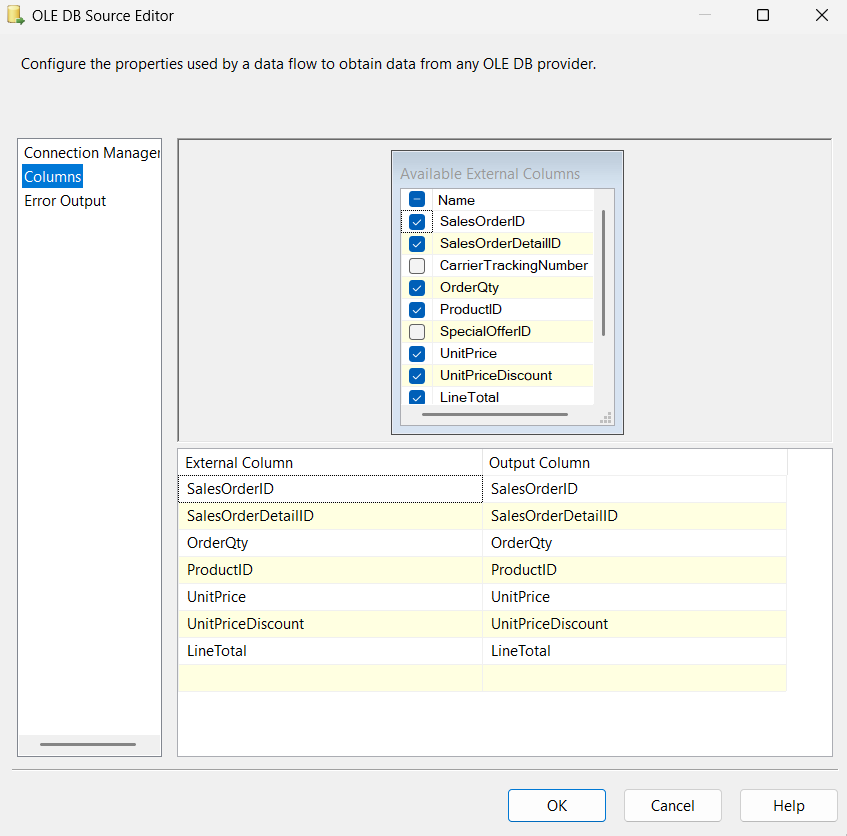 OLE DB Source Editor
Configure the properties used by a data flow to obtain data from any OLE DB provider.
Connection Manager
Columns
Error Output
Available External Columns
Name
SalesOrderID
SalesOrderDetailID
CarrierTrackingNumber
OrderQty
ProductID
SpecialOfferID
UnitPrice
UnitPriceDiscount
LineTotal
External Column Output Column
SalesOrderID SalesOrderID
SalesOrderDetailID SalesOrderDetailID
OrderQty OrderQty
ProductID ProductID
UnitPrice UnitPrice
UnitPriceDiscount UnitPriceDiscount
LineTotal LineTotal
OK Cancel Help